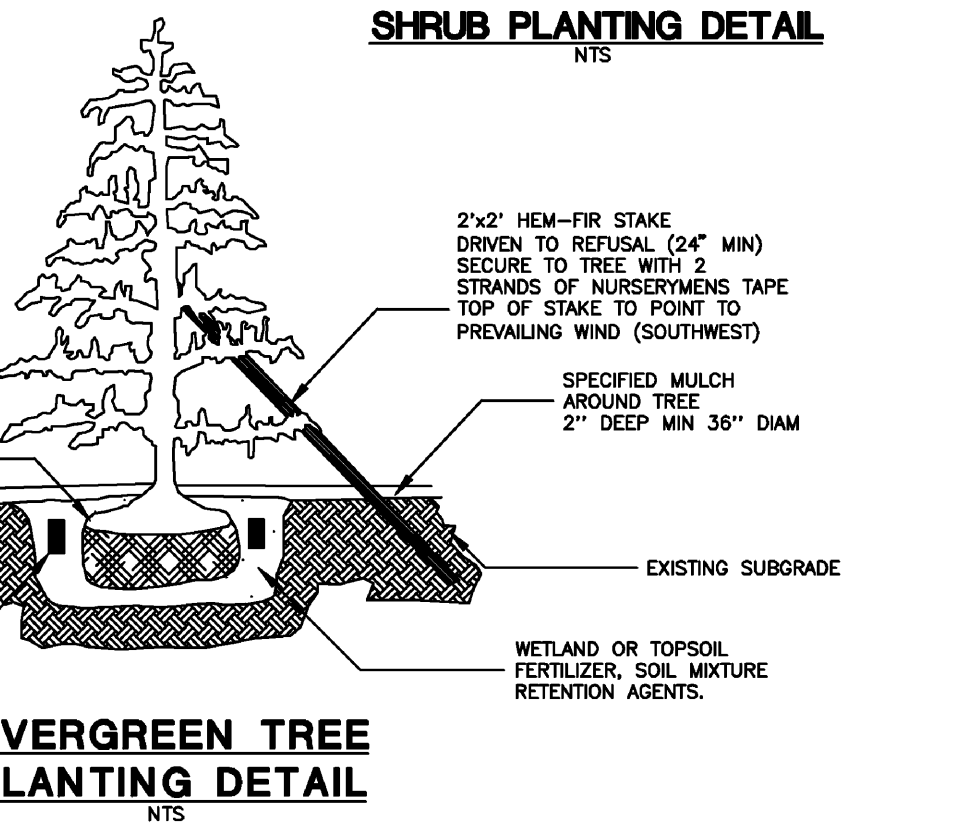 SHRUB PLANTING DETAIL
NTS
2'x2' HEM–FIR STAKE
DRIVEN TO REFUSAL (24" MIN)
SECURE TO TREE WITH 2
STRANDS OF NURSERYMENS TAPE
TOP OF STAKE TO POINT TO
PREVAILING WIND (SOUTHWEST)
SPECIFIED MULCH
AROUND TREE
2" DEEP MIN 36" DIAM
EXISTING SUBGRADE
WETLAND OR TOPSOIL
FERTILIZER, SOIL MIXTURE
RETENTION AGENTS.
VERGREEN TREE
LANTING DETAIL
NTS